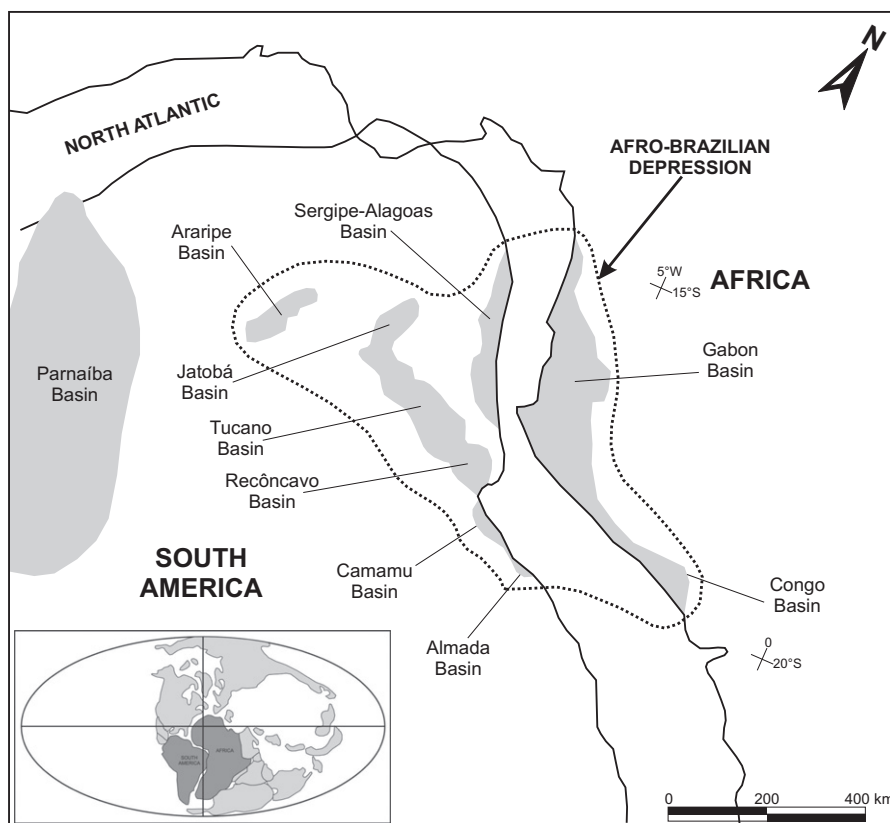 N
NORTH ATLANTIC
AFRO-BRAZILIAN
DEPRESSION
Sergipe-Alagoas
Basin
Araripe
Basin
5°W
15°S
AFRICA
Gabon
Basin
Parnaíba
Basin
Jatobá
Basin
Tucano
Basin
Recôncavo
Basin
SOUTH
AMERICA
Camamu
Basin
Congo
Basin
Almada
Basin
0
20°S
SOUTH
AMERICA
AFRICA
0 200 400 km